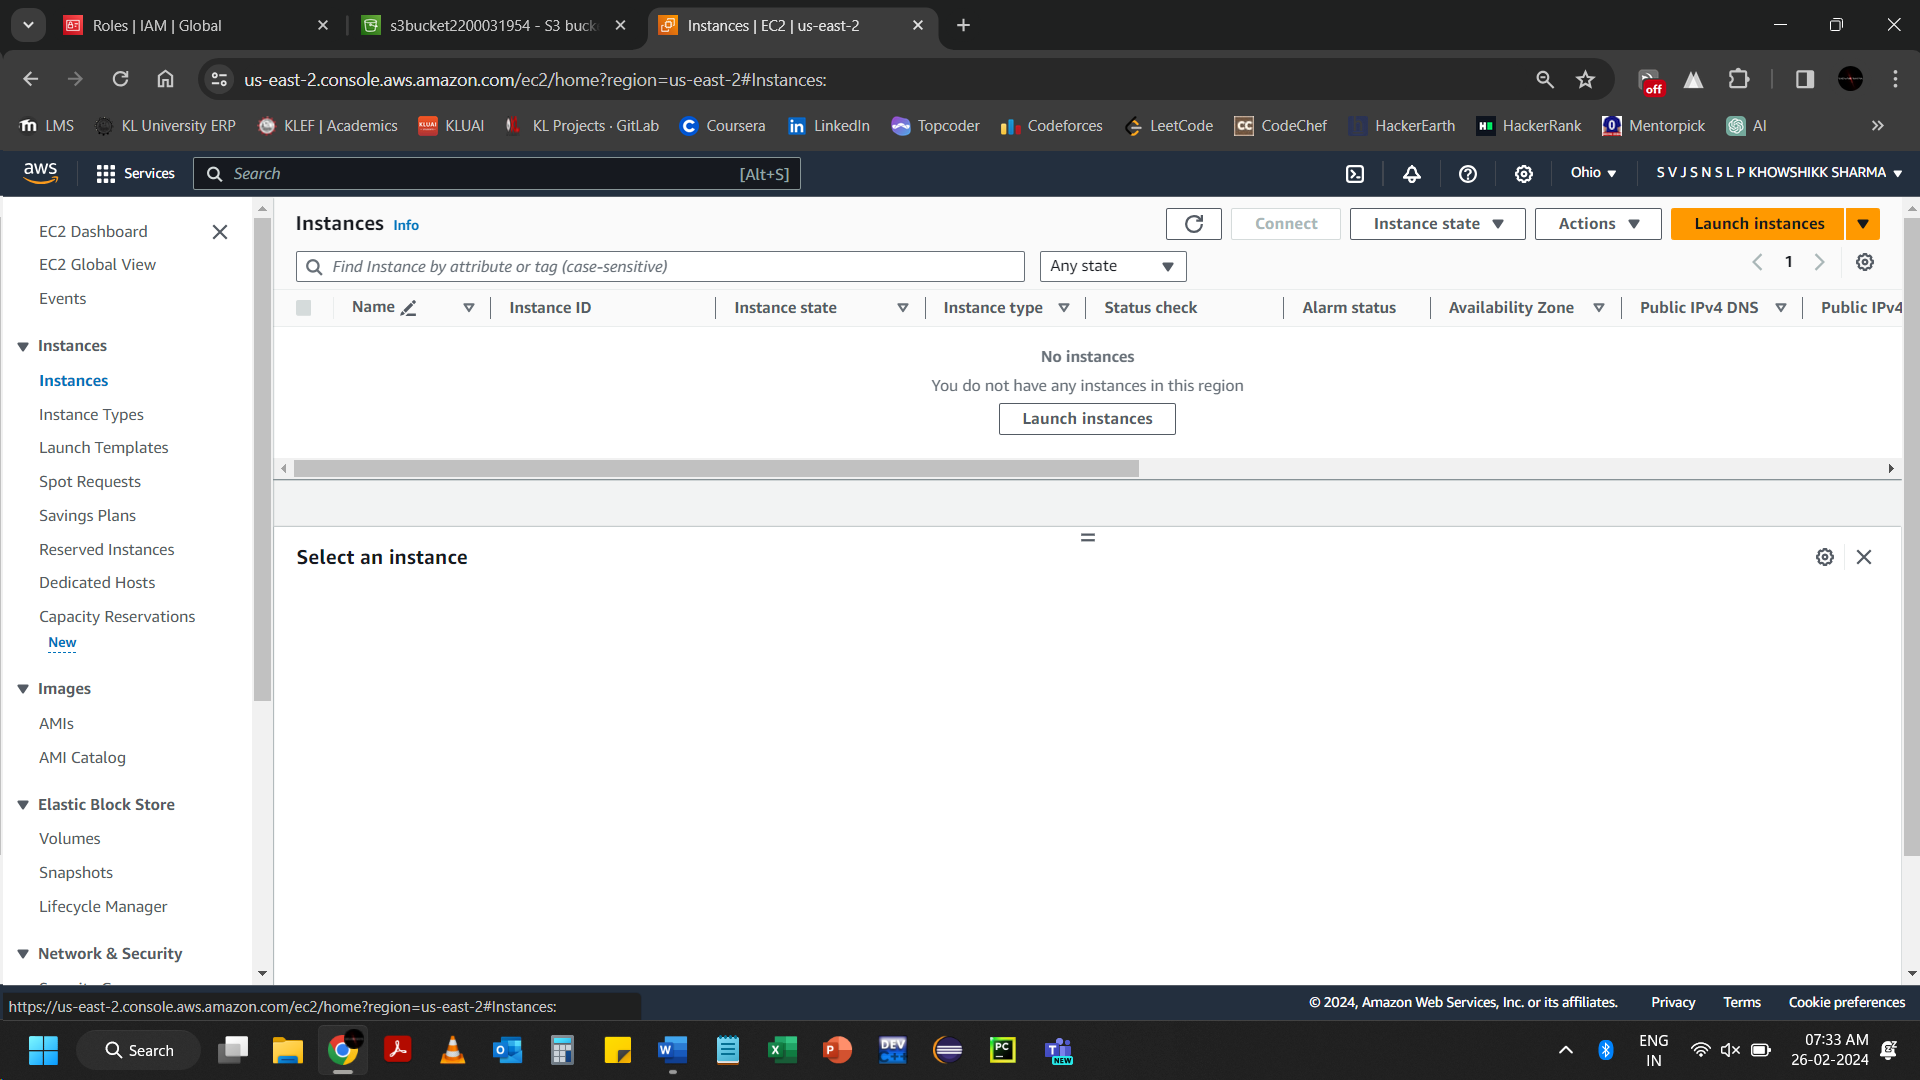 Roles | IAM | Global
s3bucket2200031954 - S3 buck
Instances | EC2 | us-east-2
us-east-2.console.aws.amazon.com/ec2/home?region=us-east-2#Instances:
off
LMS
KL University ERP
KLEF | Academics
KLUAI
KL Projects · GitLab
Coursera
LinkedIn
Topcoder
Codeforces
LeetCode
CodeChef
HackerEarth
HackerRank
Mentorpick
AI
aws
Services
Search
[Alt+S]
Ohio
S V J S N S L P KHOWSHIKK SHARMA
EC2 Dashboard
EC2 Global View
Events
Instances
Instances
Instance Types
Launch Templates
Spot Requests
Savings Plans
Reserved Instances
Dedicated Hosts
Capacity Reservations
New
Images
AMIs
AMI Catalog
Elastic Block Store
Volumes
Snapshots
Lifecycle Manager
Network & Security
Instances Info
Connect
Instance state
Actions
Launch instances
Find Instance by attribute or tag (case-sensitive)
Any state
1
Name
Instance ID
Instance state
Instance type
Status check
Alarm status
Availability Zone
Public IPv4 DNS
Public IPv4
No instances
You do not have any instances in this region
Launch instances
Select an instance
https://us-east-2.console.aws.amazon.com/ec2/home?region=us-east-2#Instances:
© 2024, Amazon Web Services, Inc. or its affiliates.
Privacy
Terms
Cookie preferences
Search
ENG
IN
07:33 AM
26-02-2024